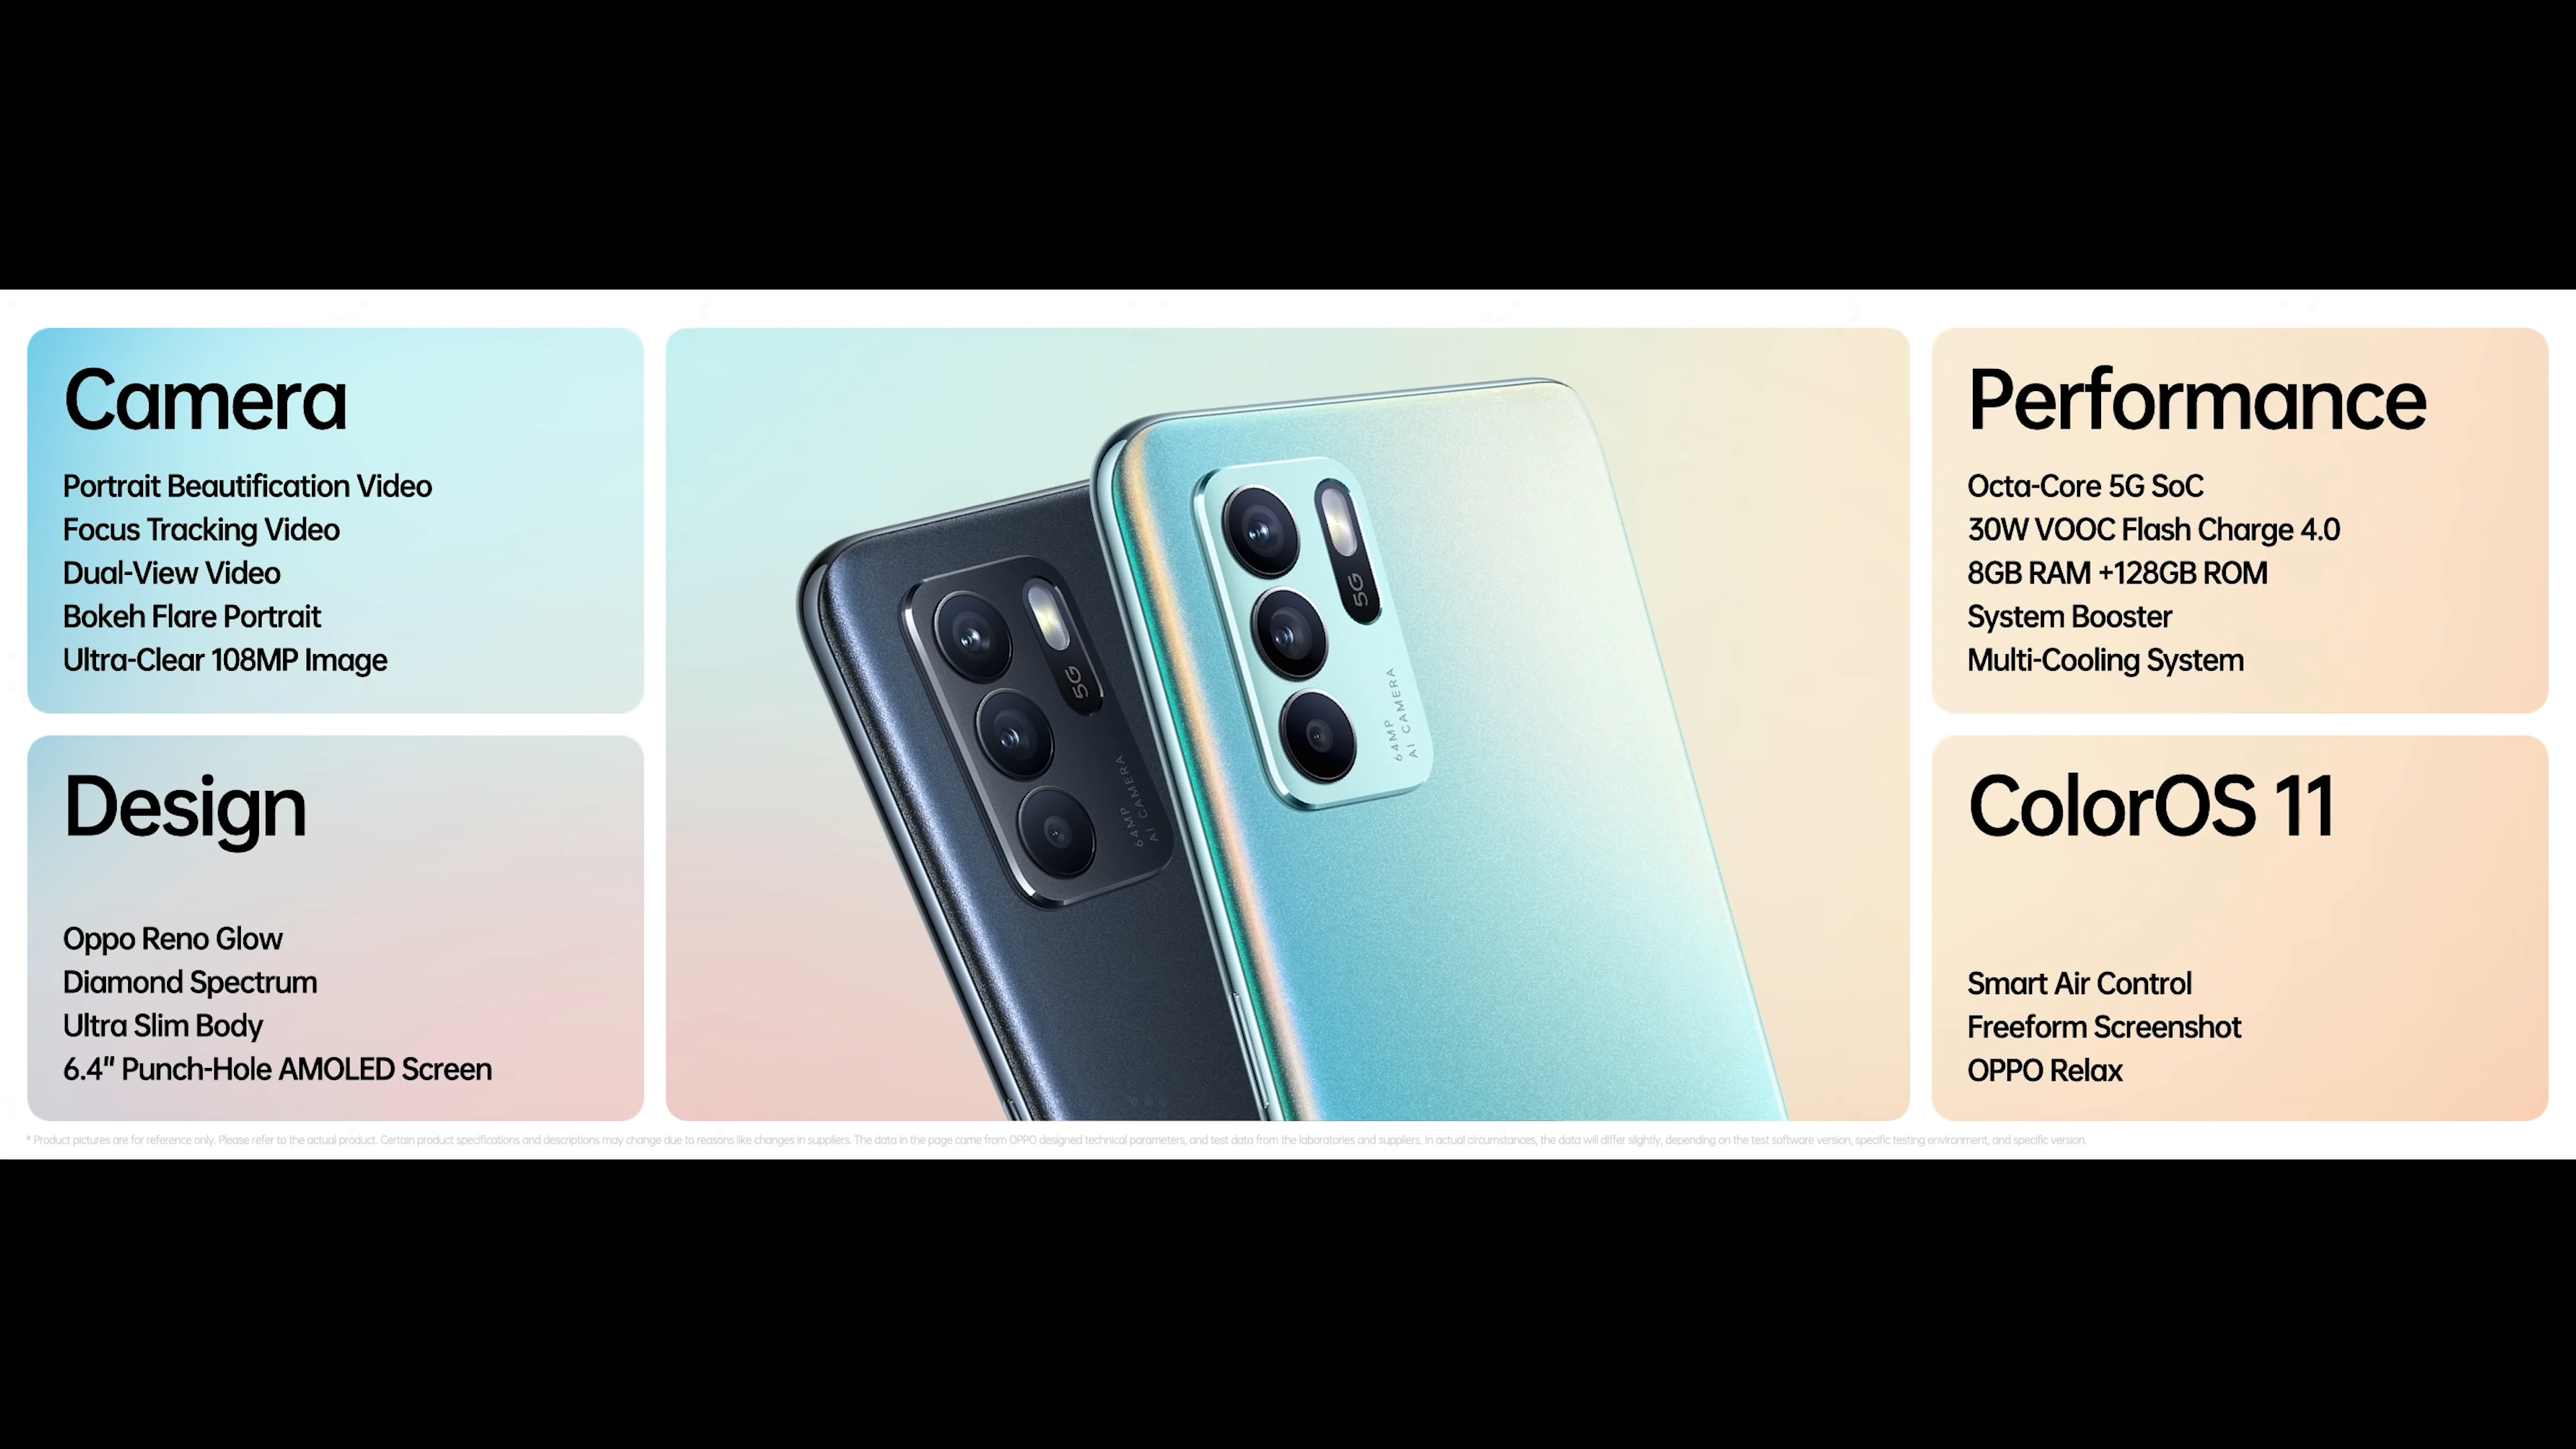 Camera
Portrait Beautification Video
Focus Tracking Video
Dual-View Video
Bokeh Flare Portrait
Ultra-Clear 108MP Image
Design
Oppo Reno Glow
Diamond Spectrum
Ultra Slim Body
6.4" Punch-Hole AMOLED Screen
5G
64MP
AI CAMERA
5G
64MP
AI CAMERA
Performance
Octa-Core 5G SoC
30W VOOC Flash Charge 4.0
8GB RAM +128GB ROM
System Booster
Multi-Cooling System
ColorOS 11
Smart Air Control
Freeform Screenshot
OPPO Relax
* Product pictures are for reference only. Please refer to the actual product. Certain product specifications and descriptions may change due to reasons like changes in suppliers. The data in the page came from OPPO designed technical parameters, and test data from the laboratories and suppliers. In actual circumstances, the data will differ slightly, depending on the test software version, specific testing environment, and specific version.